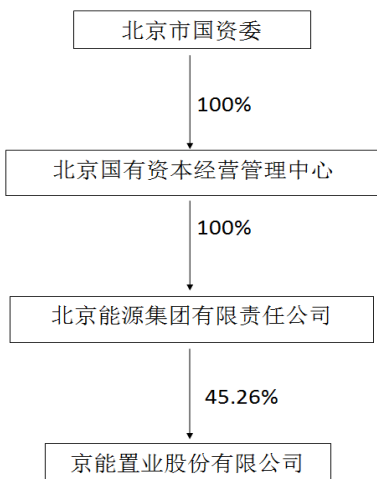 北京市国资委
100%
北京国有资本经营管理中心
100%
北京能源集团有限责任公司
45.26%
京能置业股份有限公司